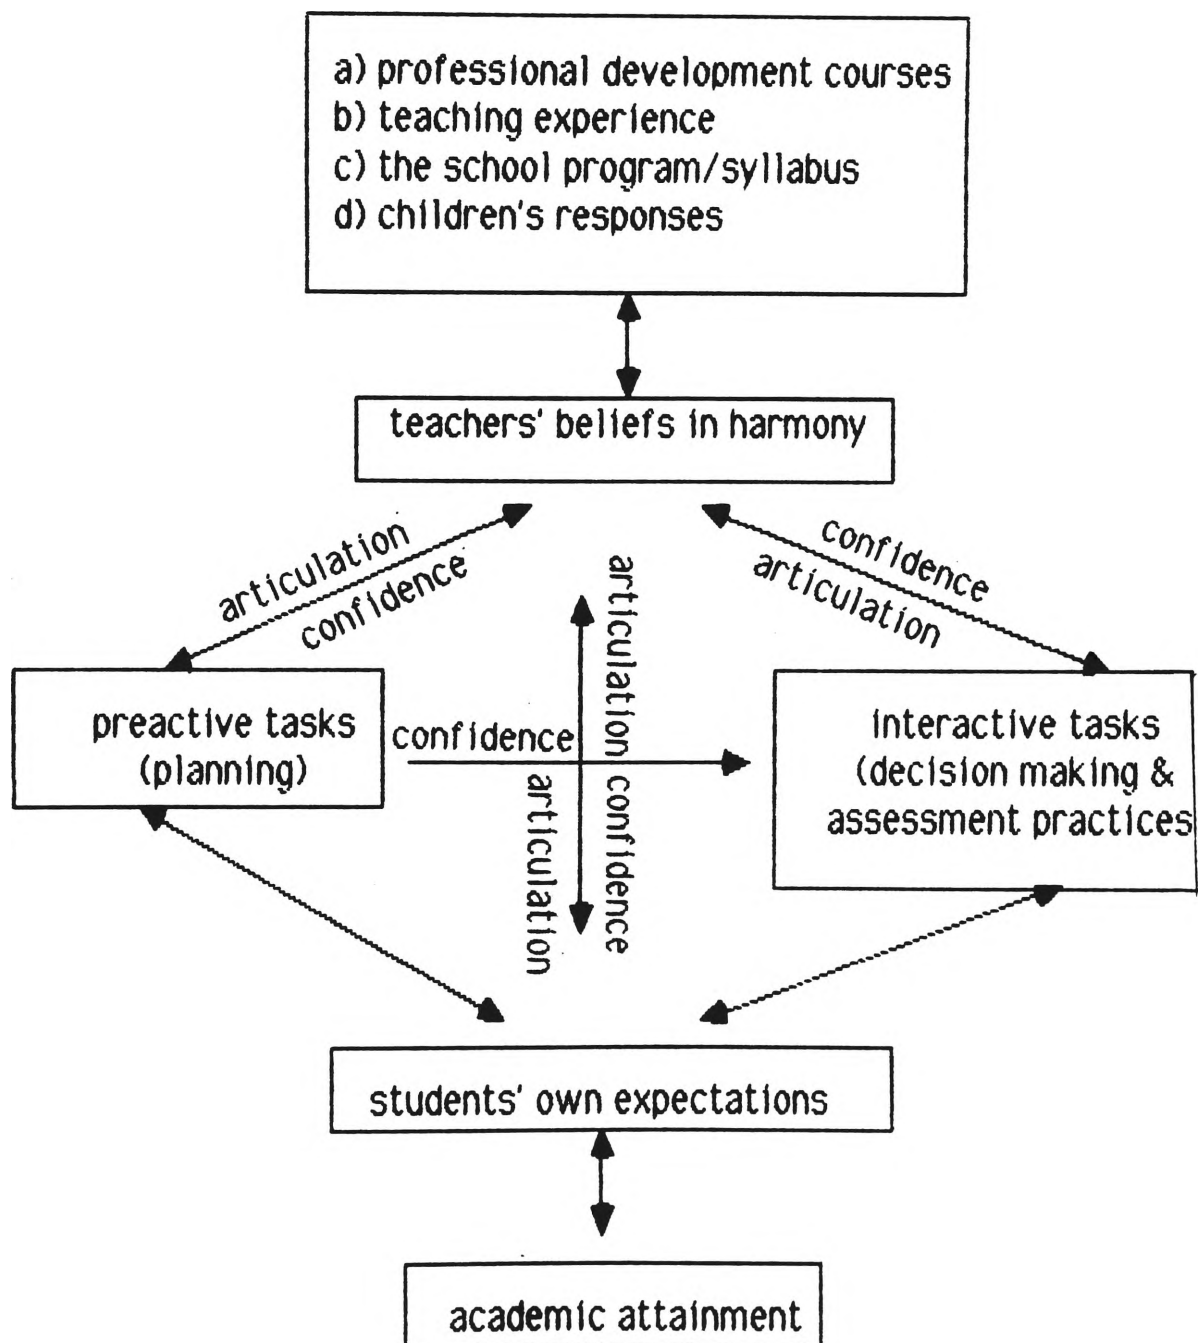 a) professional development courses
b) teaching experience
c) the school program/syllabus
d) children's responses
teachers' beliefs in harmony
articulation
confidence
confidence
articulation
articulation confidence
preactive tasks
(planning)
confidence
articulation
interactive tasks
(decision making &
assessment practices
students' own expectations
academic attainment